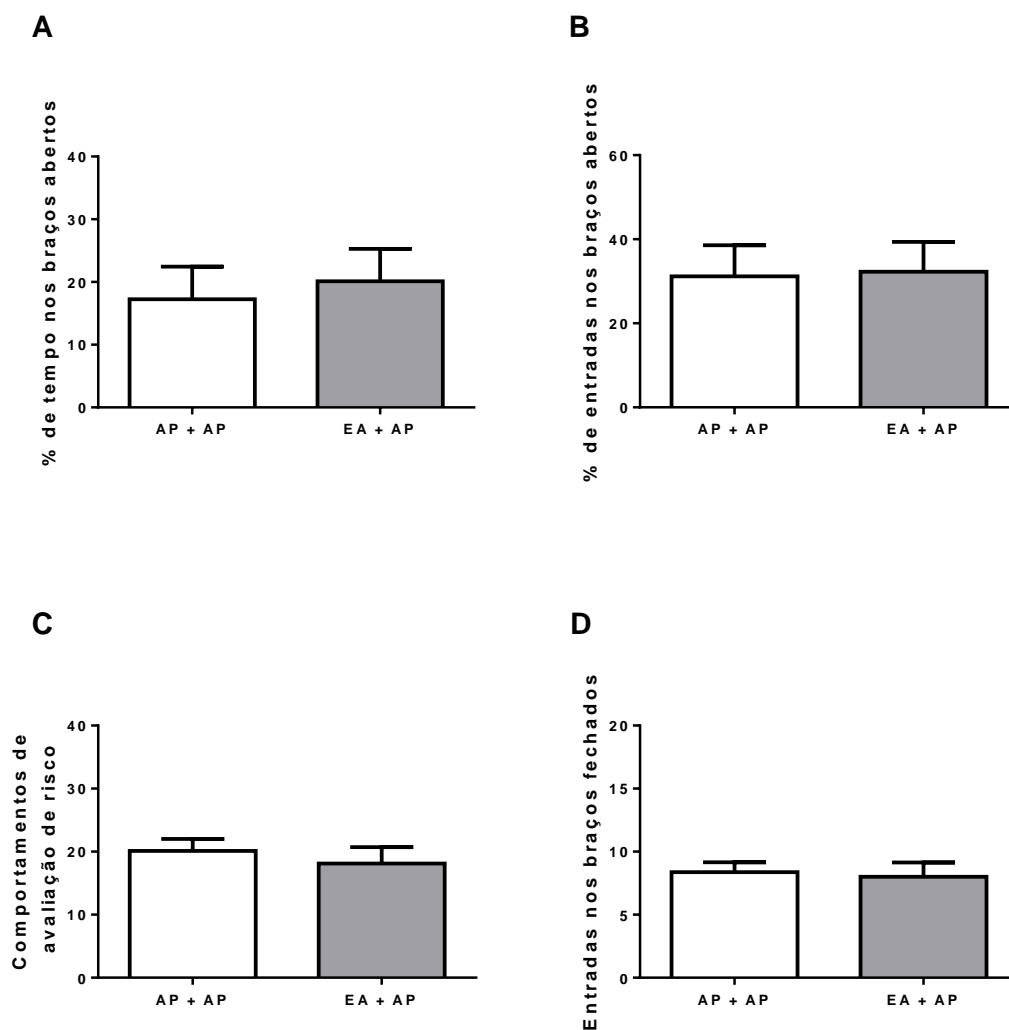 A
% de tempo nos braços abertos
40
30
20
10
0
AP + AP
EA + AP
B
% de entradas nos braços abertos
60
40
20
0
AP + AP
EA + AP
C
Comportamentos de
avaliação de risco
40
30
20
10
0
AP + AP
EA + AP
D
Entradas nos braços fechados
20
15
10
5
0
AP + AP
EA + AP